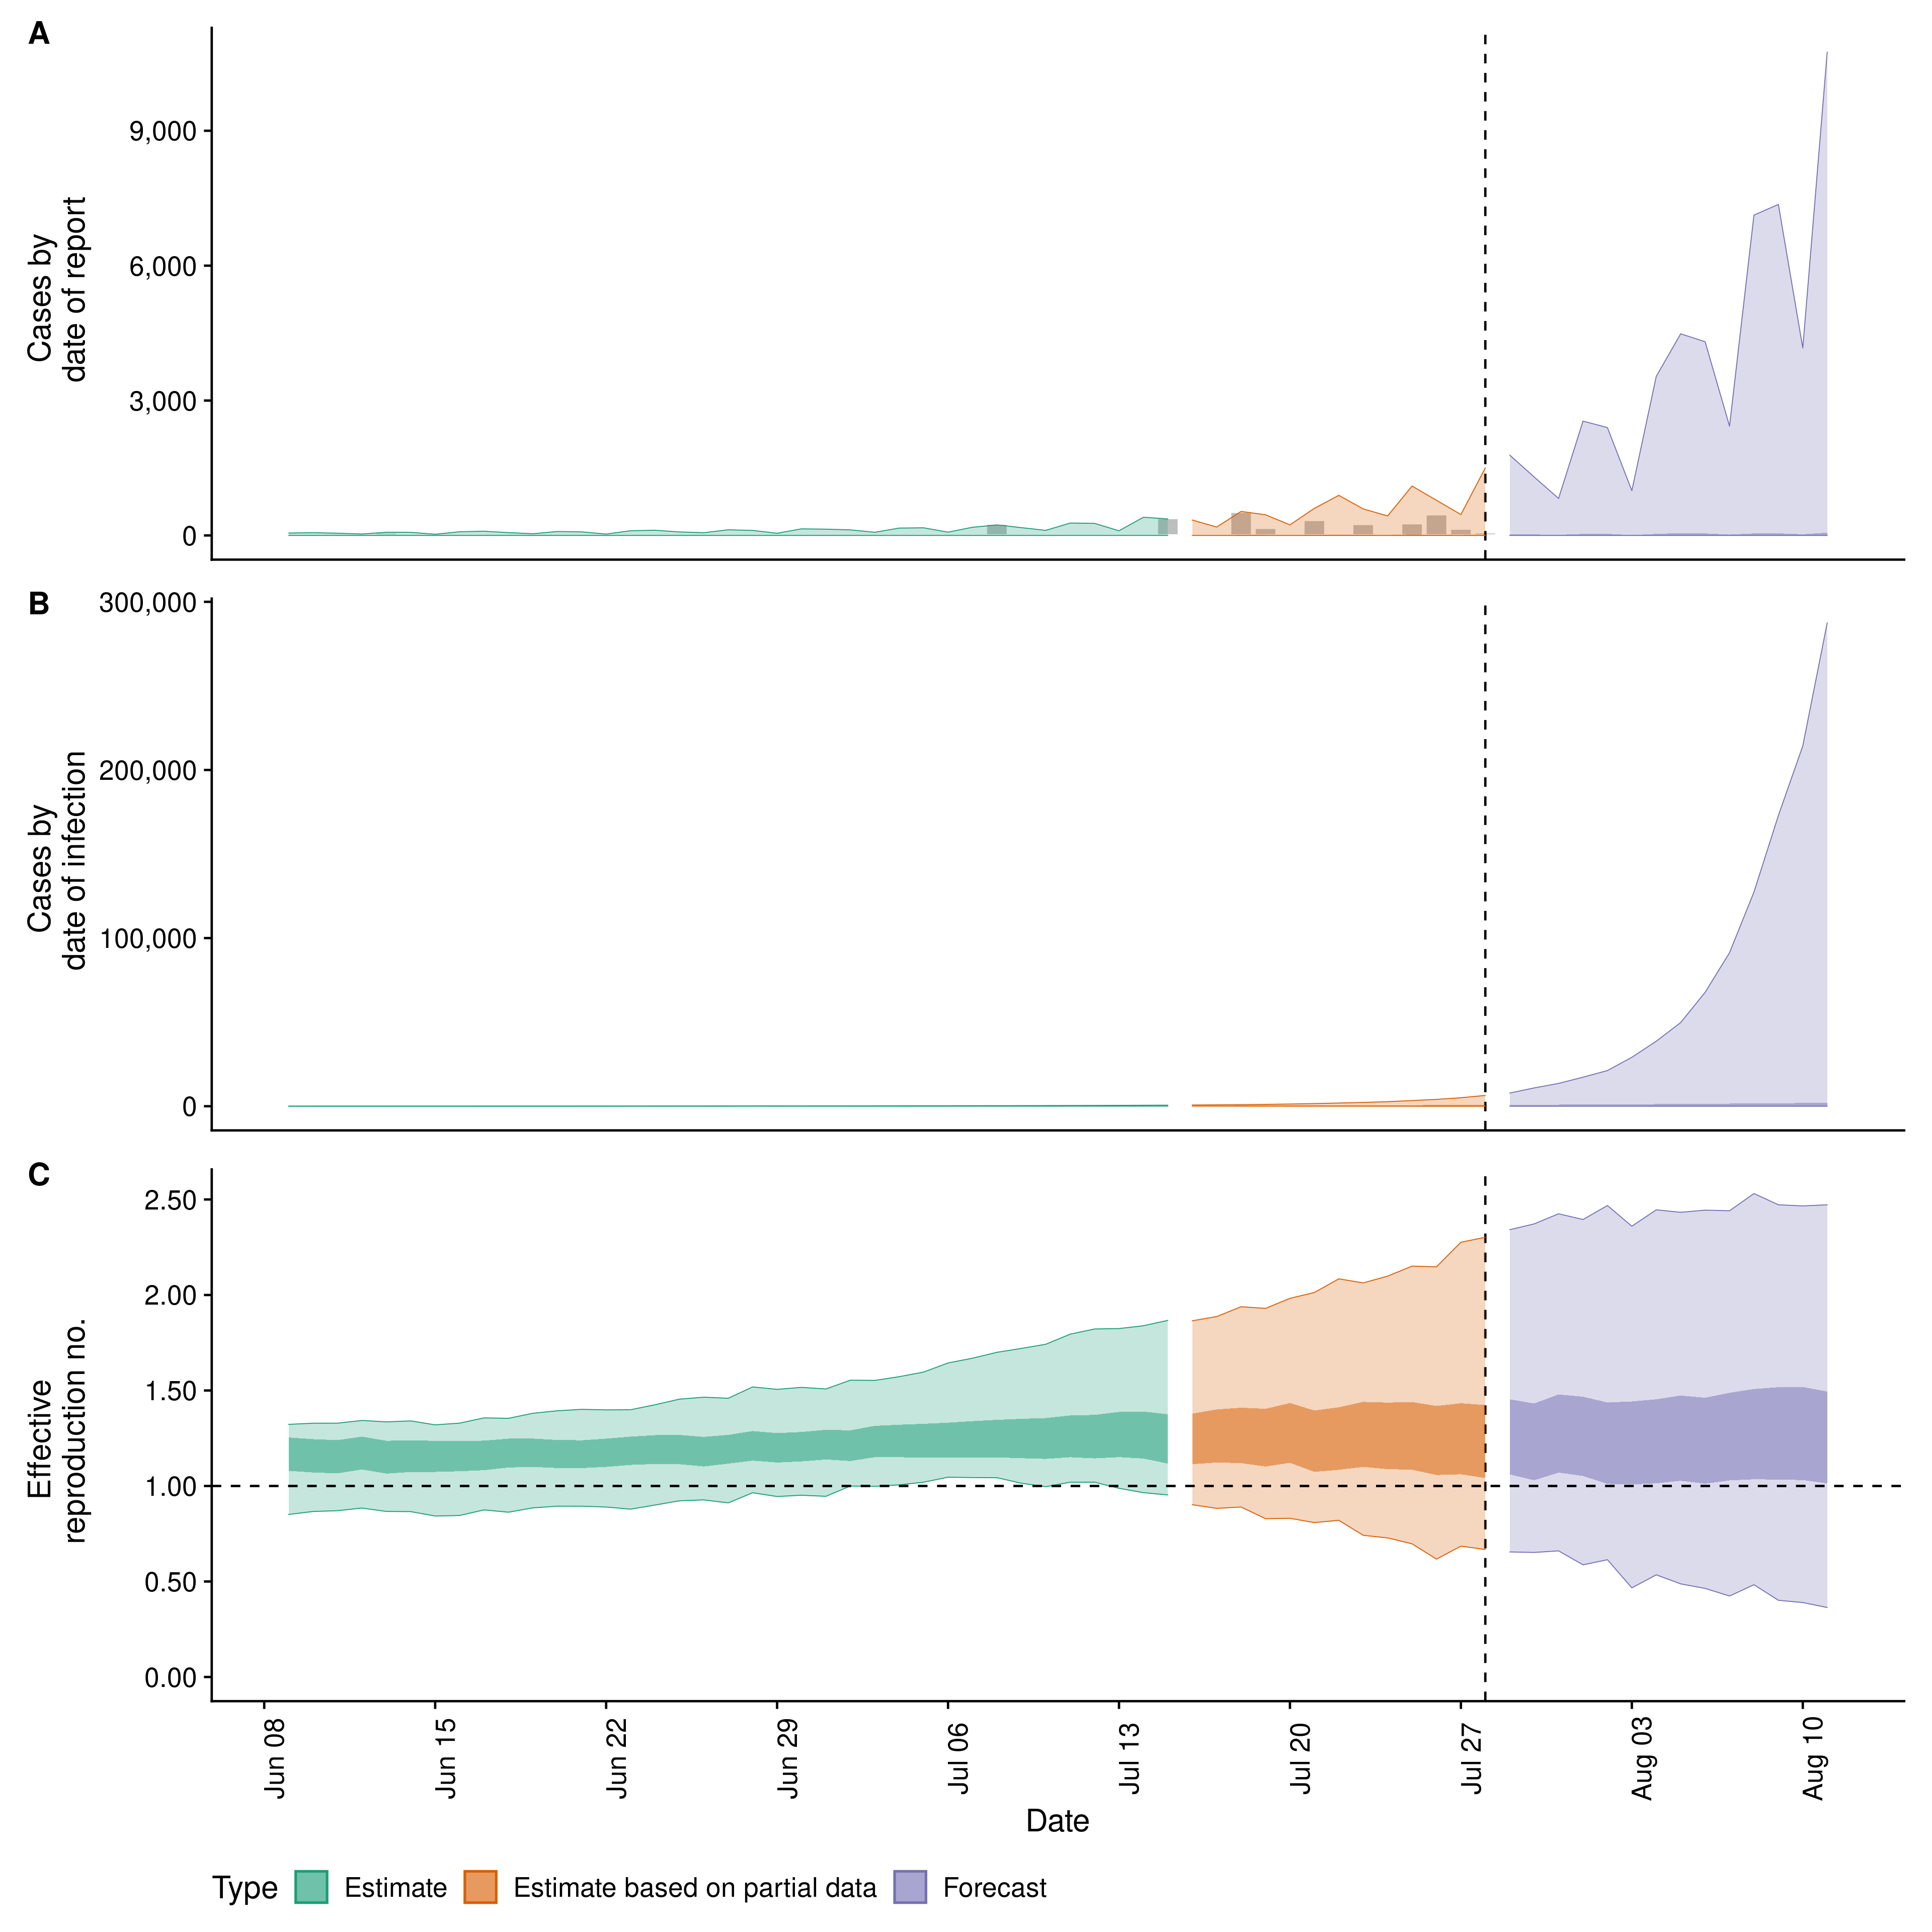 A
9,000
6,000
3,000
0
Cases by
date of report
B
300,000
200,000
100,000
0
Cases by
date of infection
C
2.50
2.00
1.50
1.00
0.50
0.00
Effective
reproduction no.
Jun 08
Jun 15
Jun 22
Jun 29
Jul 06
Jul 13
Jul 20
Jul 27
Aug 03
Aug 10
Date
Type Estimate Estimate based on partial data Forecast